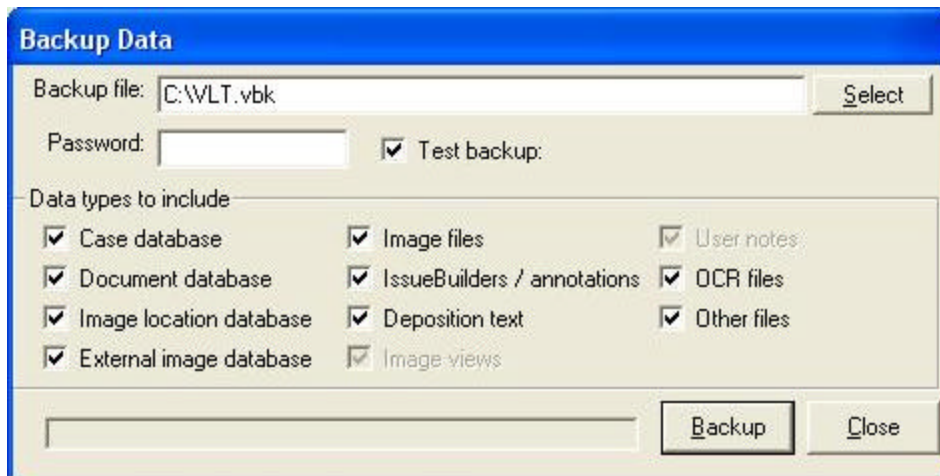 Backup Data
Backup file: C:\VLT.vbk Select
Password: Test backup:
Data types to include
Case database Image files User notes
Document database IssueBuilders / annotations OCR files
Image location database Deposition text Other files
External image database Image views
Backup Close